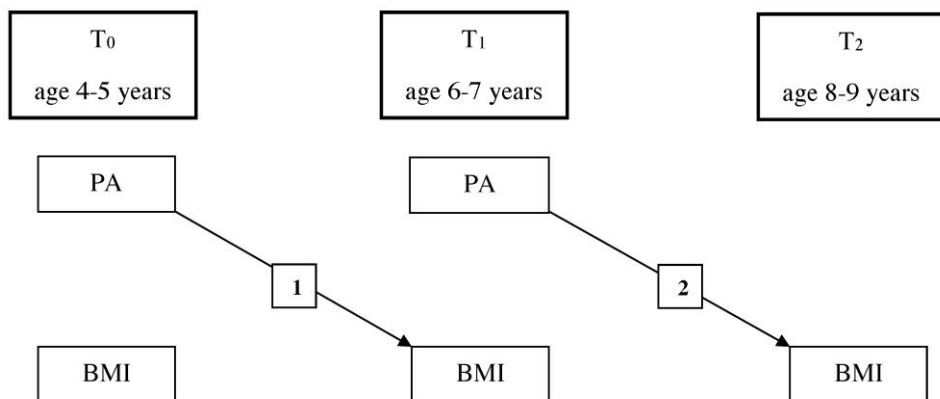 T₀
age 4-5 years
T₁
age 6-7 years
T₂
age 8-9 years
PA
PA
1
2
BMI
BMI
BMI